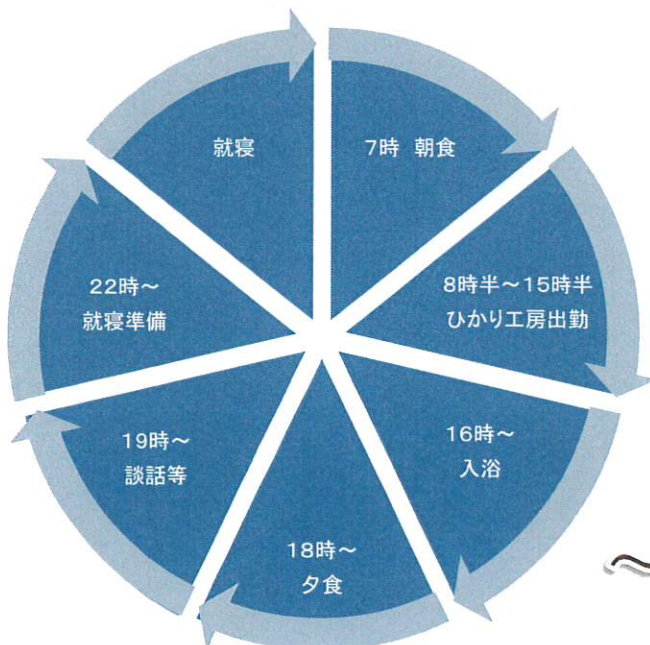 7時 朝食
8時半～15時半
ひかり工房出勤
16時～
入浴
18時～
夕食
19時～
談話等
22時～
就寝準備
就寝